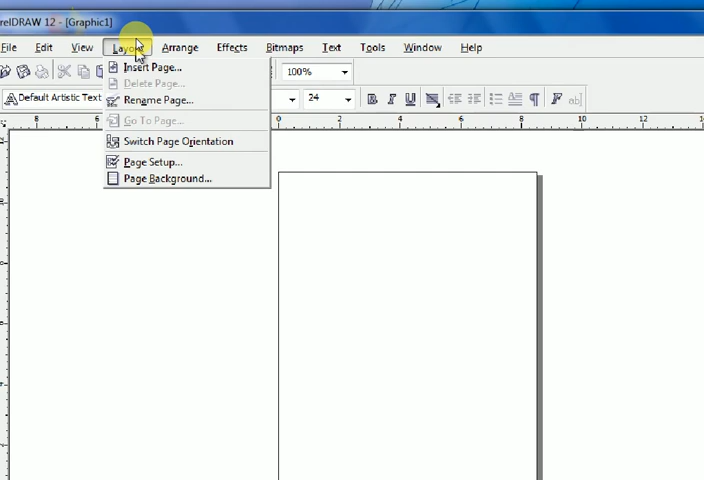 relDRAW 12 - [Graphic1]
File Edit View Layout Arrange Effects Bitmaps Text Tools Window Help
Insert Page...
100%
Delete Page...
Default Artistic Text
Rename Page...
24
B I U
F ab|
Go To Page...
8 6 0 2 4 6 8 10 12 14
Switch Page Orientation
Page Setup...
Page Background...